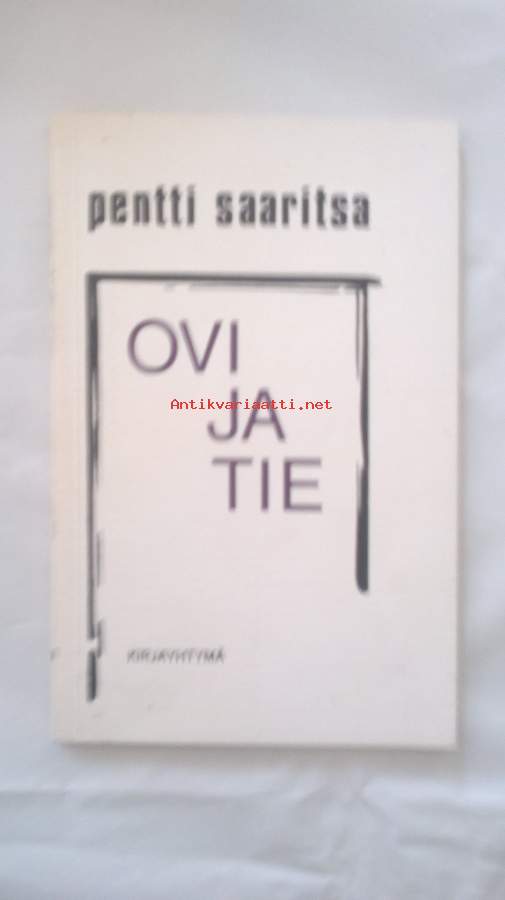 pentti saaritsa
OVI
Antikvariaatti.net
JA
TIE
KIRJAYHTYMÄ